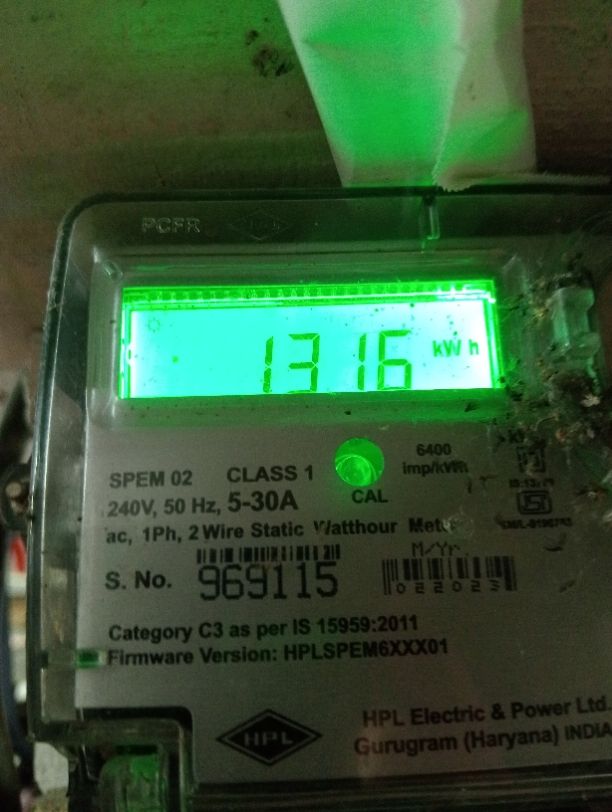 PCFR HPL
1316 kWh
6400
imp/kWh
SPEM 02 CLASS 1
240V, 50 Hz, 5-30A
CAL
ac, 1Ph, 2 Wire Static Watthour Meter
M/Yr.
S. No. 969115
022023
Category C3 as per IS 15959:2011
Firmware Version: HPLSPEM6XXX01
HPL
HPL Electric & Power Ltd.
Gurugram (Haryana) INDIA